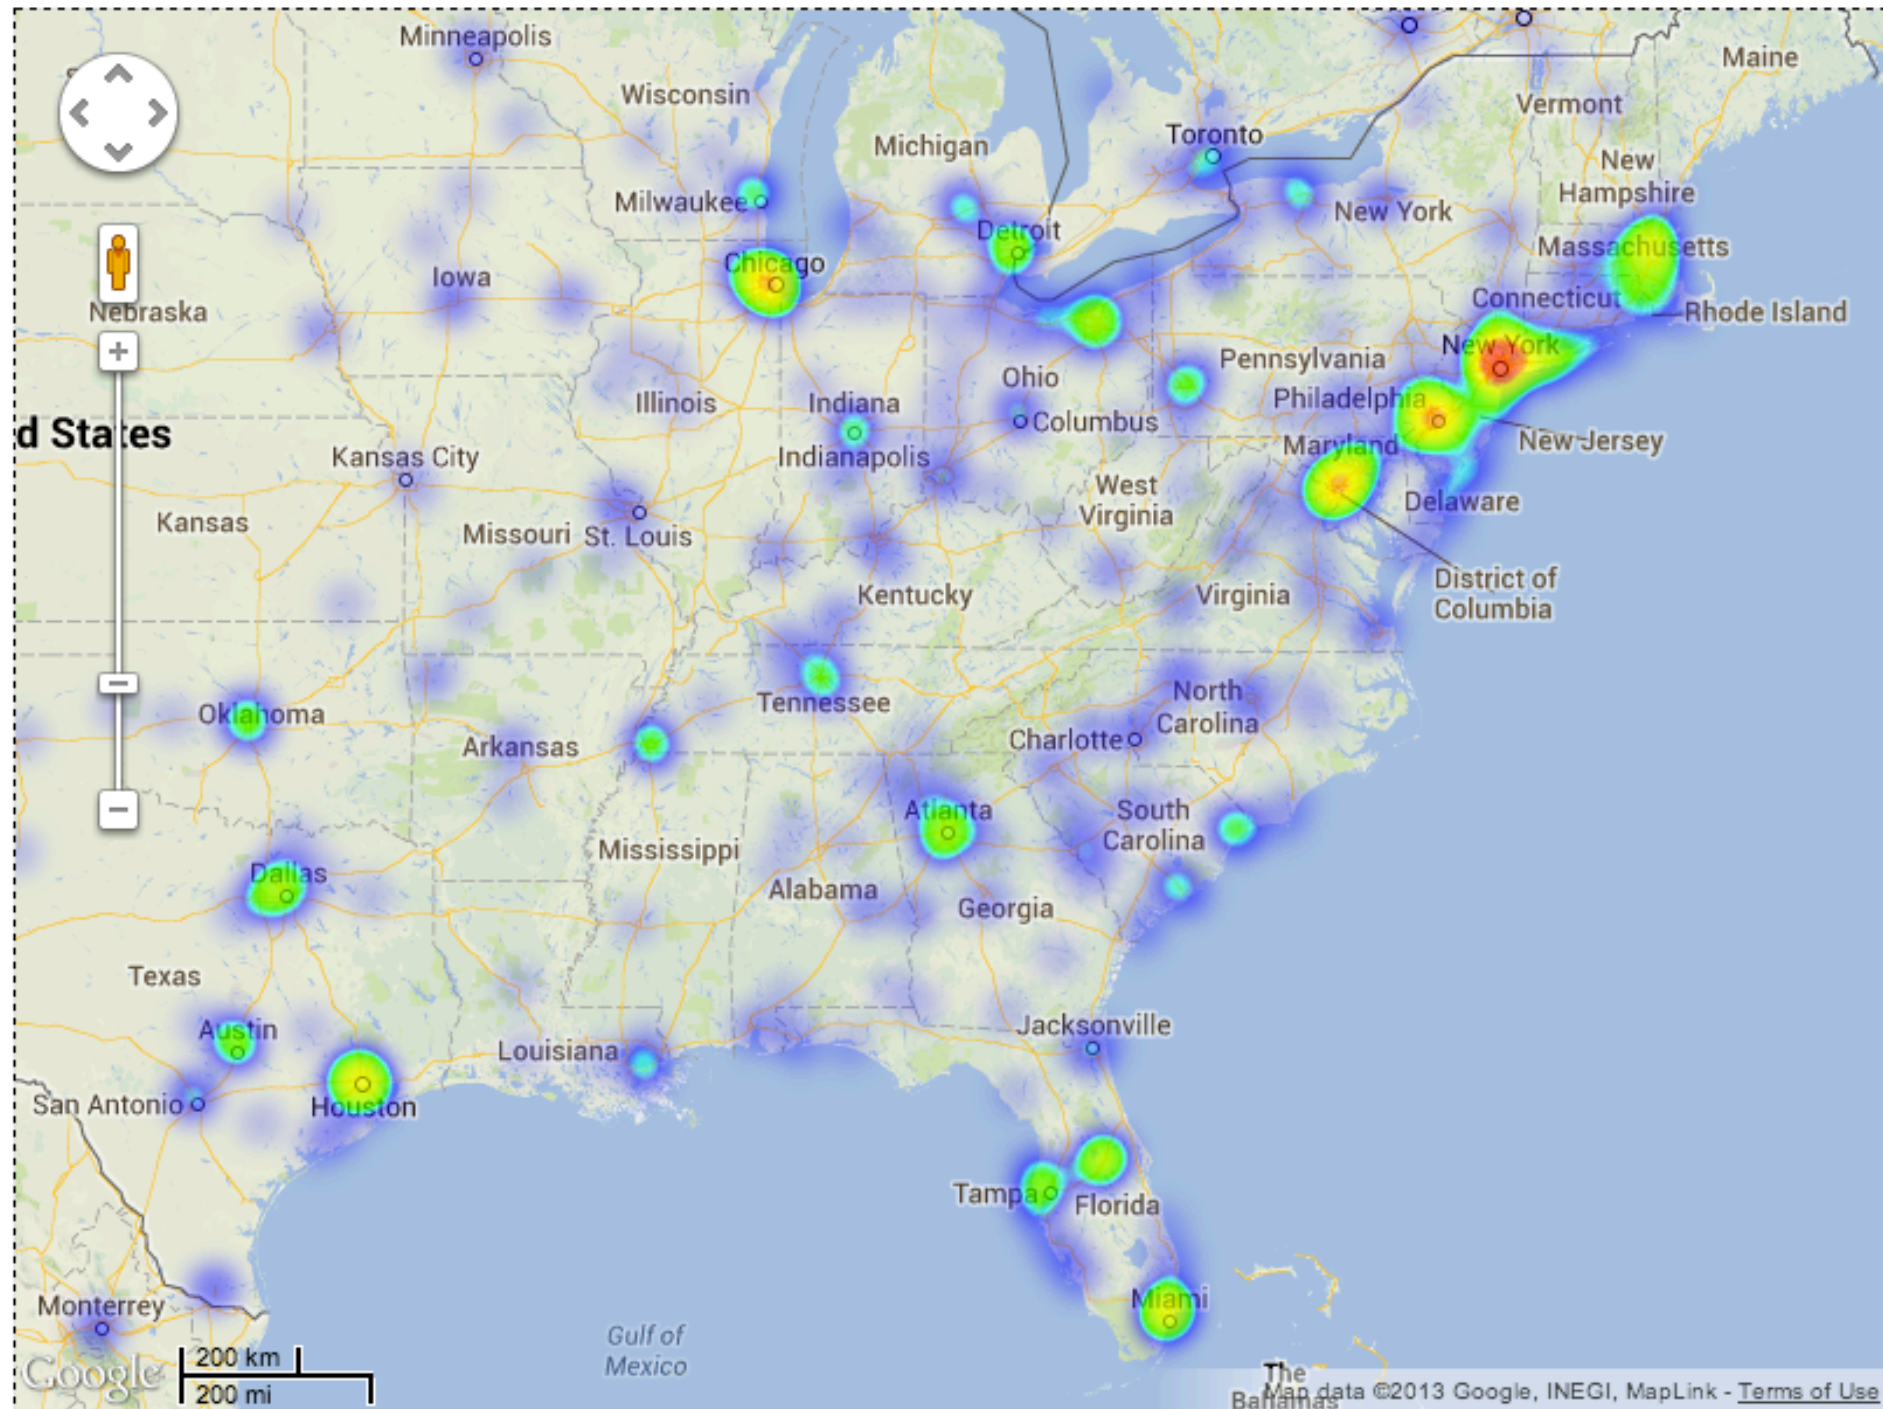 Minneapolis
Maine
Wisconsin
Vermont
Toronto
Michigan
New
Hampshire
Milwaukee
New York
Detroit
Massachusetts
Chicago
Iowa
Connecticut
Nebraska
Rhode Island
New York
Pennsylvania
Ohio
Philadelphia
Illinois
Indiana
Columbus
d States
New Jersey
Maryland
Kansas City
Indianapolis
West
Virginia
Delaware
Kansas
Missouri
St. Louis
District of
Columbia
Kentucky
Virginia
Tennessee
North
Carolina
Oklahoma
Arkansas
Charlotte
Atlanta
South
Carolina
Mississippi
Dallas
Alabama
Georgia
Texas
Austin
Jacksonville
Louisiana
San Antonio
Houston
Tampa
Florida
Miami
Monterrey
Gulf of
Mexico
Google
200 km
200 mi
The
Bahamas
Map data ©2013 Google, INEGI, MapLink - Terms of Use